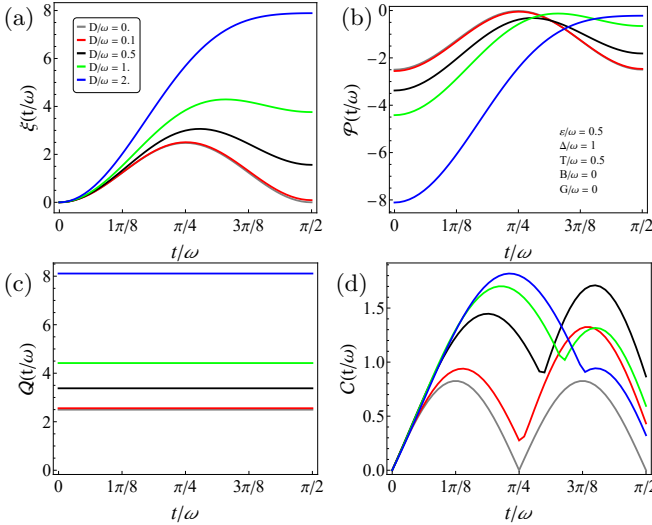 (a)
D/ω = 0.
D/ω = 0.1
D/ω = 0.5
D/ω = 1.
D/ω = 2.
ξ(t/ω)
8
6
4
2
0
0 1π/8 π/4 3π/8 π/2
t/ω
(b)
𝒫(t/ω)
0
−2
−4
−6
−8
ε/ω = 0.5
Δ/ω = 1
T/ω = 0.5
B/ω = 0
G/ω = 0
0 1π/8 π/4 3π/8 π/2
t/ω
(c)
Q(t/ω)
8
6
4
2
0
0 1π/8 π/4 3π/8 π/2
t/ω
(d)
C(t/ω)
1.5
1.0
0.5
0.0
0 1π/8 π/4 3π/8 π/2
t/ω